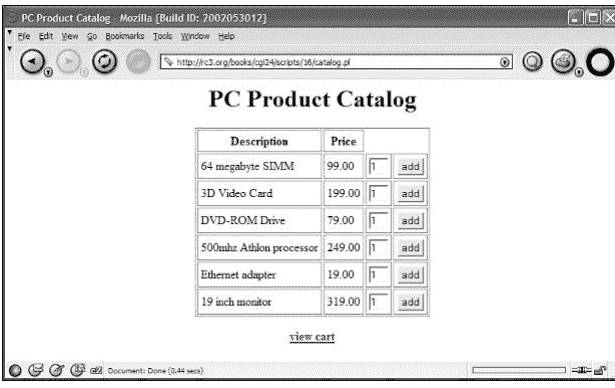 PC Product Catalog - Mozilla {Build ID: 2002053012}
File Edit View Go Bookmarks Tools Window Help
http://rc3.org/books/cgi24/scripts/16/catalog.pl
PC Product Catalog
Description Price
64 megabyte SIMM 99.00 1 add
3D Video Card 199.00 1 add
DVD-ROM Drive 79.00 1 add
500mhz Athlon processor 249.00 1 add
Ethernet adapter 19.00 1 add
19 inch monitor 319.00 1 add
view cart
Document: Done (0.44 secs)